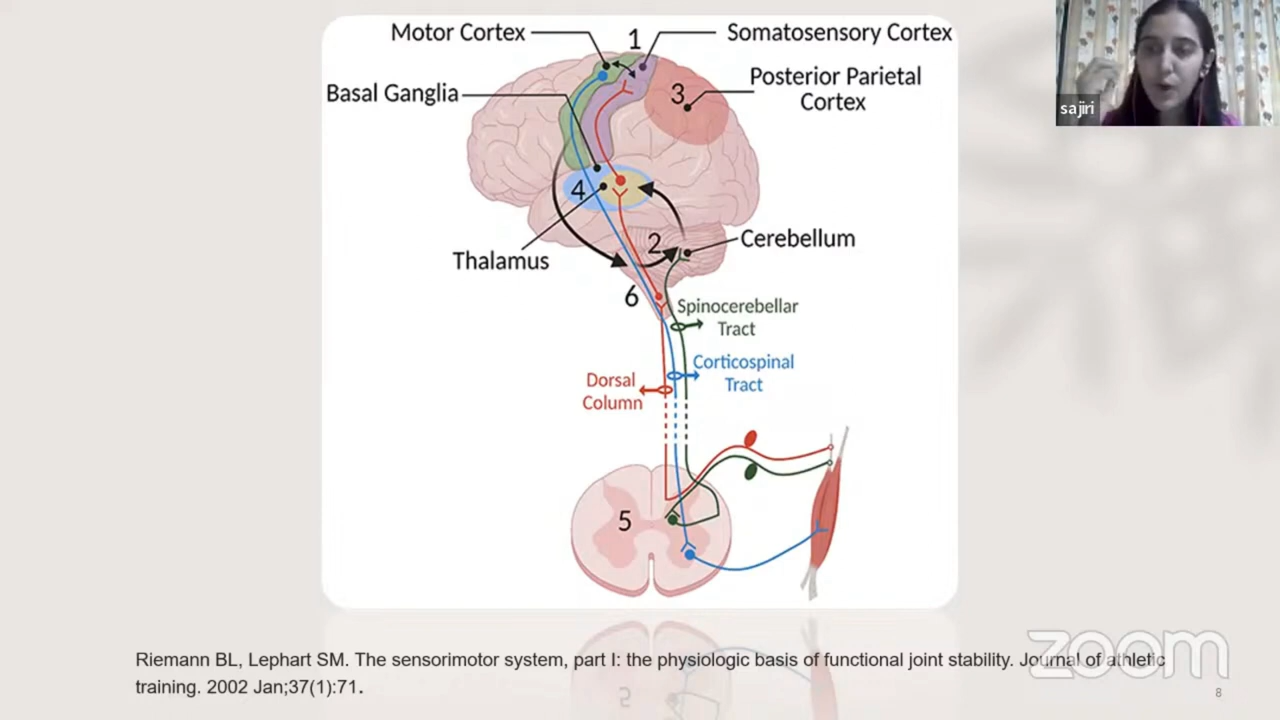 Motor Cortex
1
Somatosensory Cortex
Basal Ganglia
3
Posterior Parietal
Cortex
sajiri
4
2
Cerebellum
Thalamus
6
Spinocerebellar
Tract
Corticospinal
Tract
Dorsal
Column
5
zoom
Riemann BL, Lephart SM. The sensorimotor system, part I: the physiologic basis of functional joint stability. Journal of athletic
training. 2002 Jan;37(1):71.
8